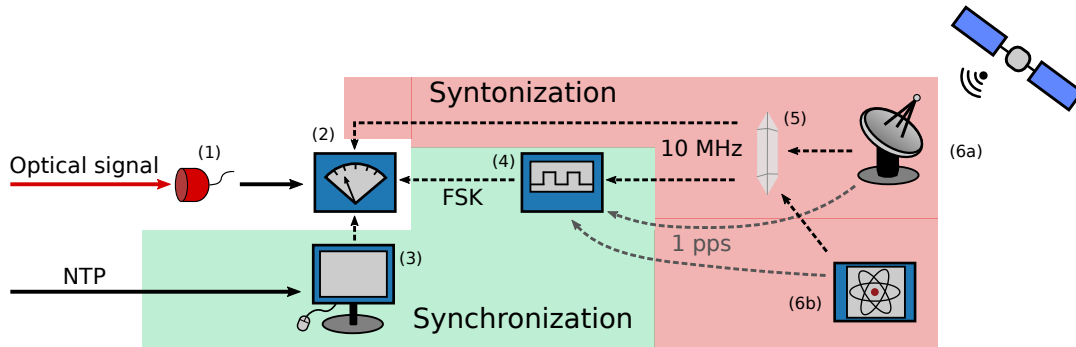 Syntonization
(1)
(2)
(5)
Optical signal
(4)
10 MHz
(6a)
FSK
1 pps
NTP
(3)
(6b)
Synchronization